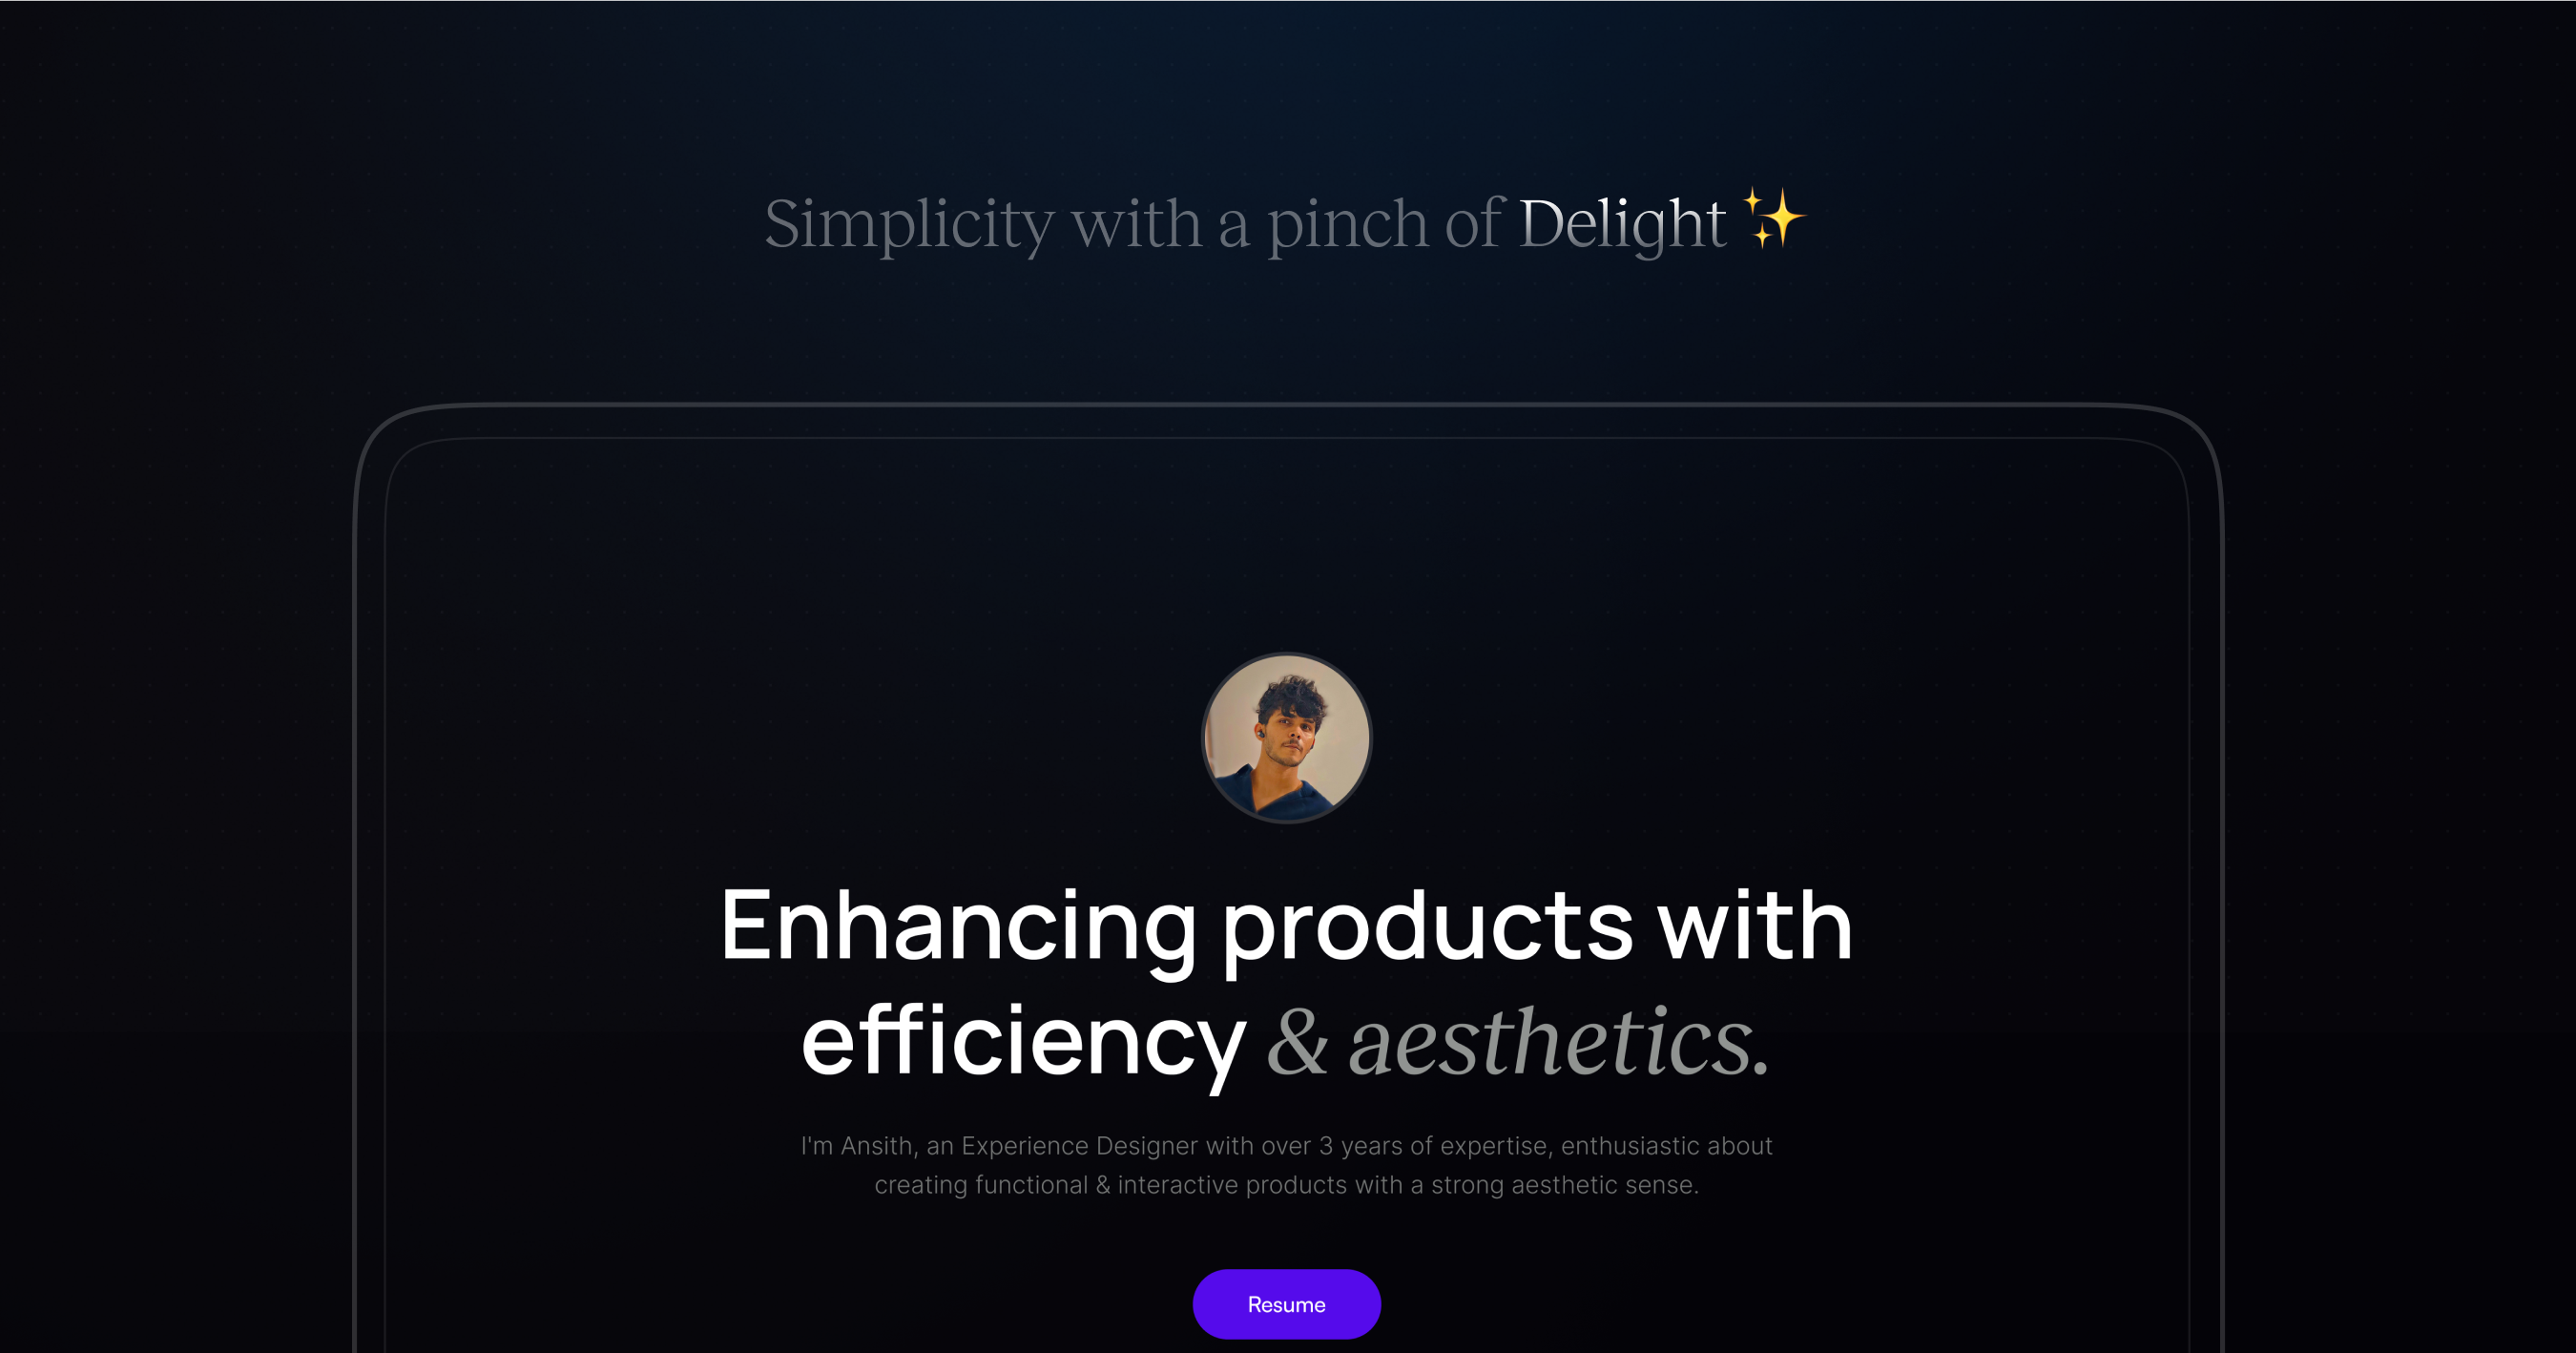 Simplicity with a pinch of Delight ✨
Enhancing products with
efficiency & aesthetics.
I'm Ansith, an Experience Designer with over 3 years of expertise, enthusiastic about
creating functional & interactive products with a strong aesthetic sense.
Resume